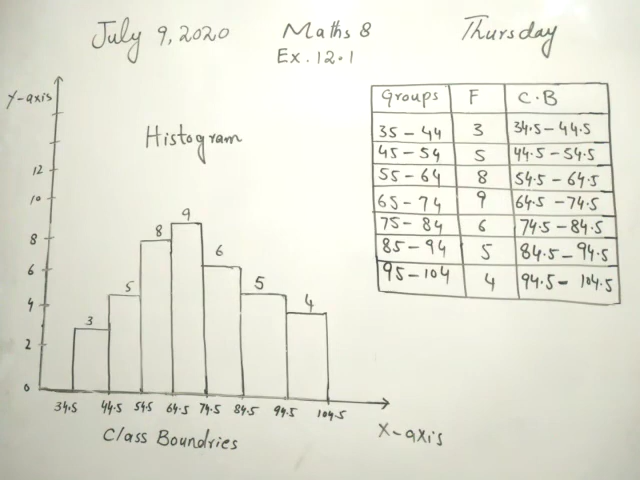 July 9, 2020 Maths 8 Thursday
Ex. 12.1
Y-axis
Histogram
12
10
8
6
4
2
0
3
5
8
9
6
5
4
34.5 44.5 54.5 64.5 74.5 84.5 94.5 104.5
Class Boundries
X-axis
Groups F C.B
35 - 44 3 34.5 - 44.5
45 - 54 5 44.5 - 54.5
55 - 64 8 54.5 - 64.5
65 - 74 9 64.5 - 74.5
75 - 84 6 74.5 - 84.5
85 - 94 5 84.5 - 94.5
95 - 104 4 94.5 - 104.5